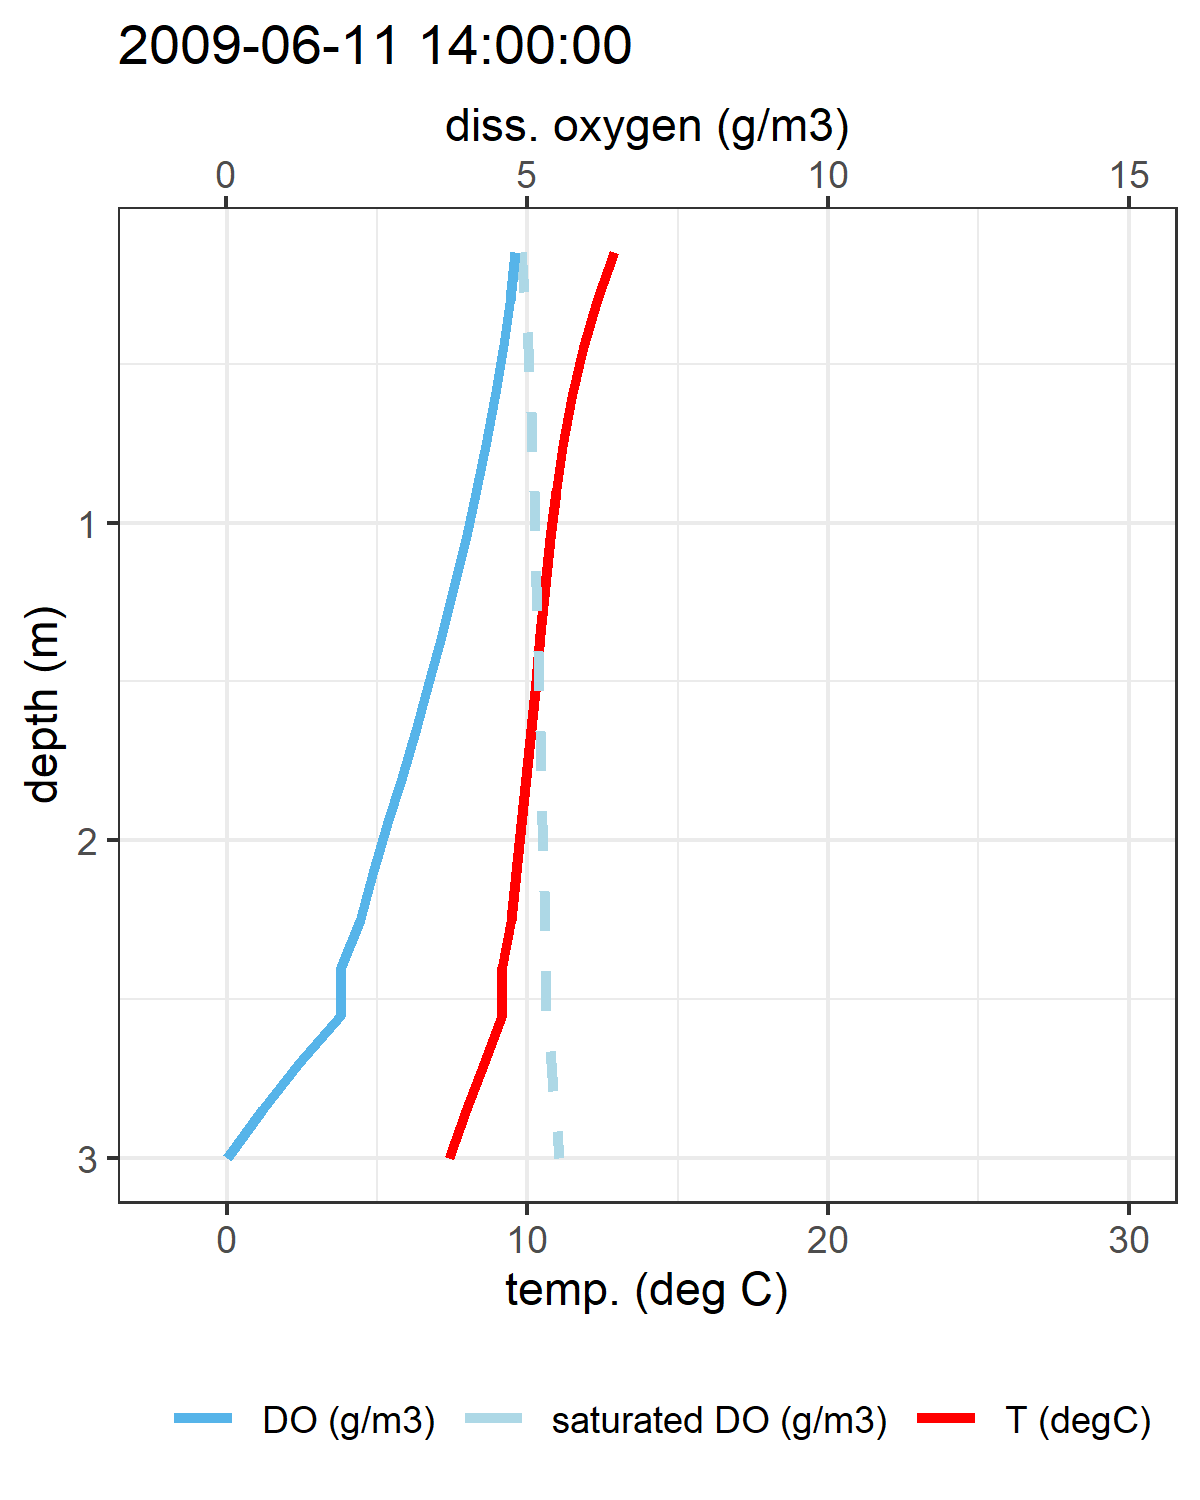 2009-06-11 14:00:00
diss. oxygen (g/m3)
0 5 10 15
1
2
3
depth (m)
0 10 20 30
temp. (deg C)
DO (g/m3) saturated DO (g/m3) T (degC)